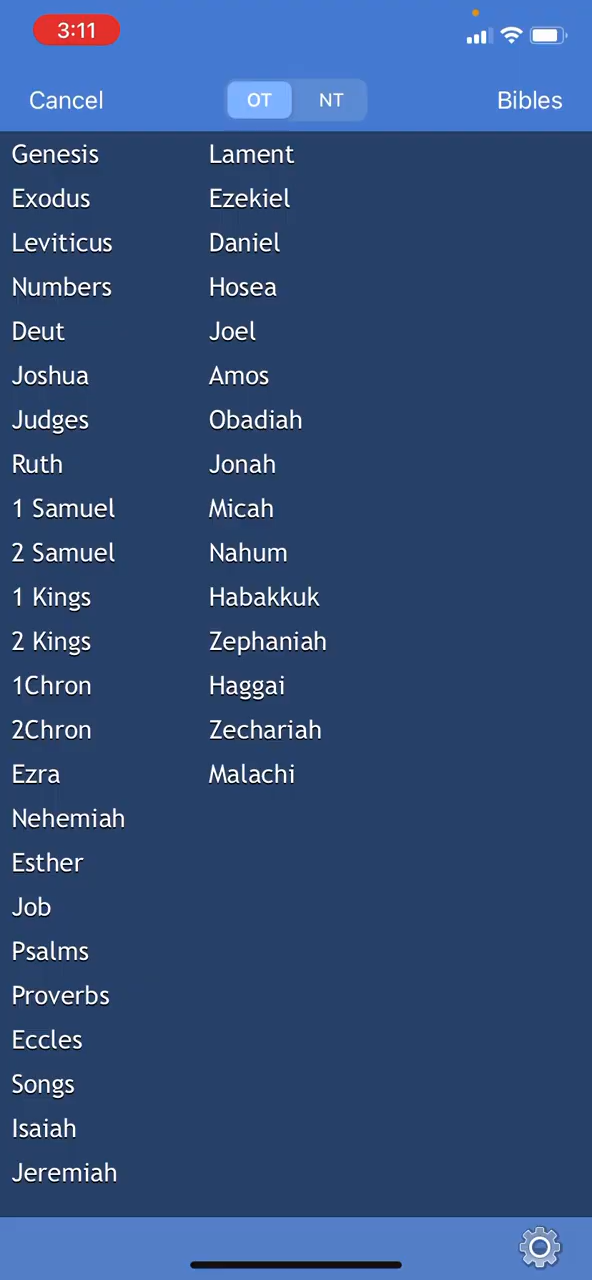 3:11
Cancel
OT
NT
Bibles
Genesis
Exodus
Leviticus
Numbers
Deut
Joshua
Judges
Ruth
1 Samuel
2 Samuel
1 Kings
2 Kings
1Chron
2Chron
Ezra
Nehemiah
Esther
Job
Psalms
Proverbs
Eccles
Songs
Isaiah
Jeremiah
Lament
Ezekiel
Daniel
Hosea
Joel
Amos
Obadiah
Jonah
Micah
Nahum
Habakkuk
Zephaniah
Haggai
Zechariah
Malachi